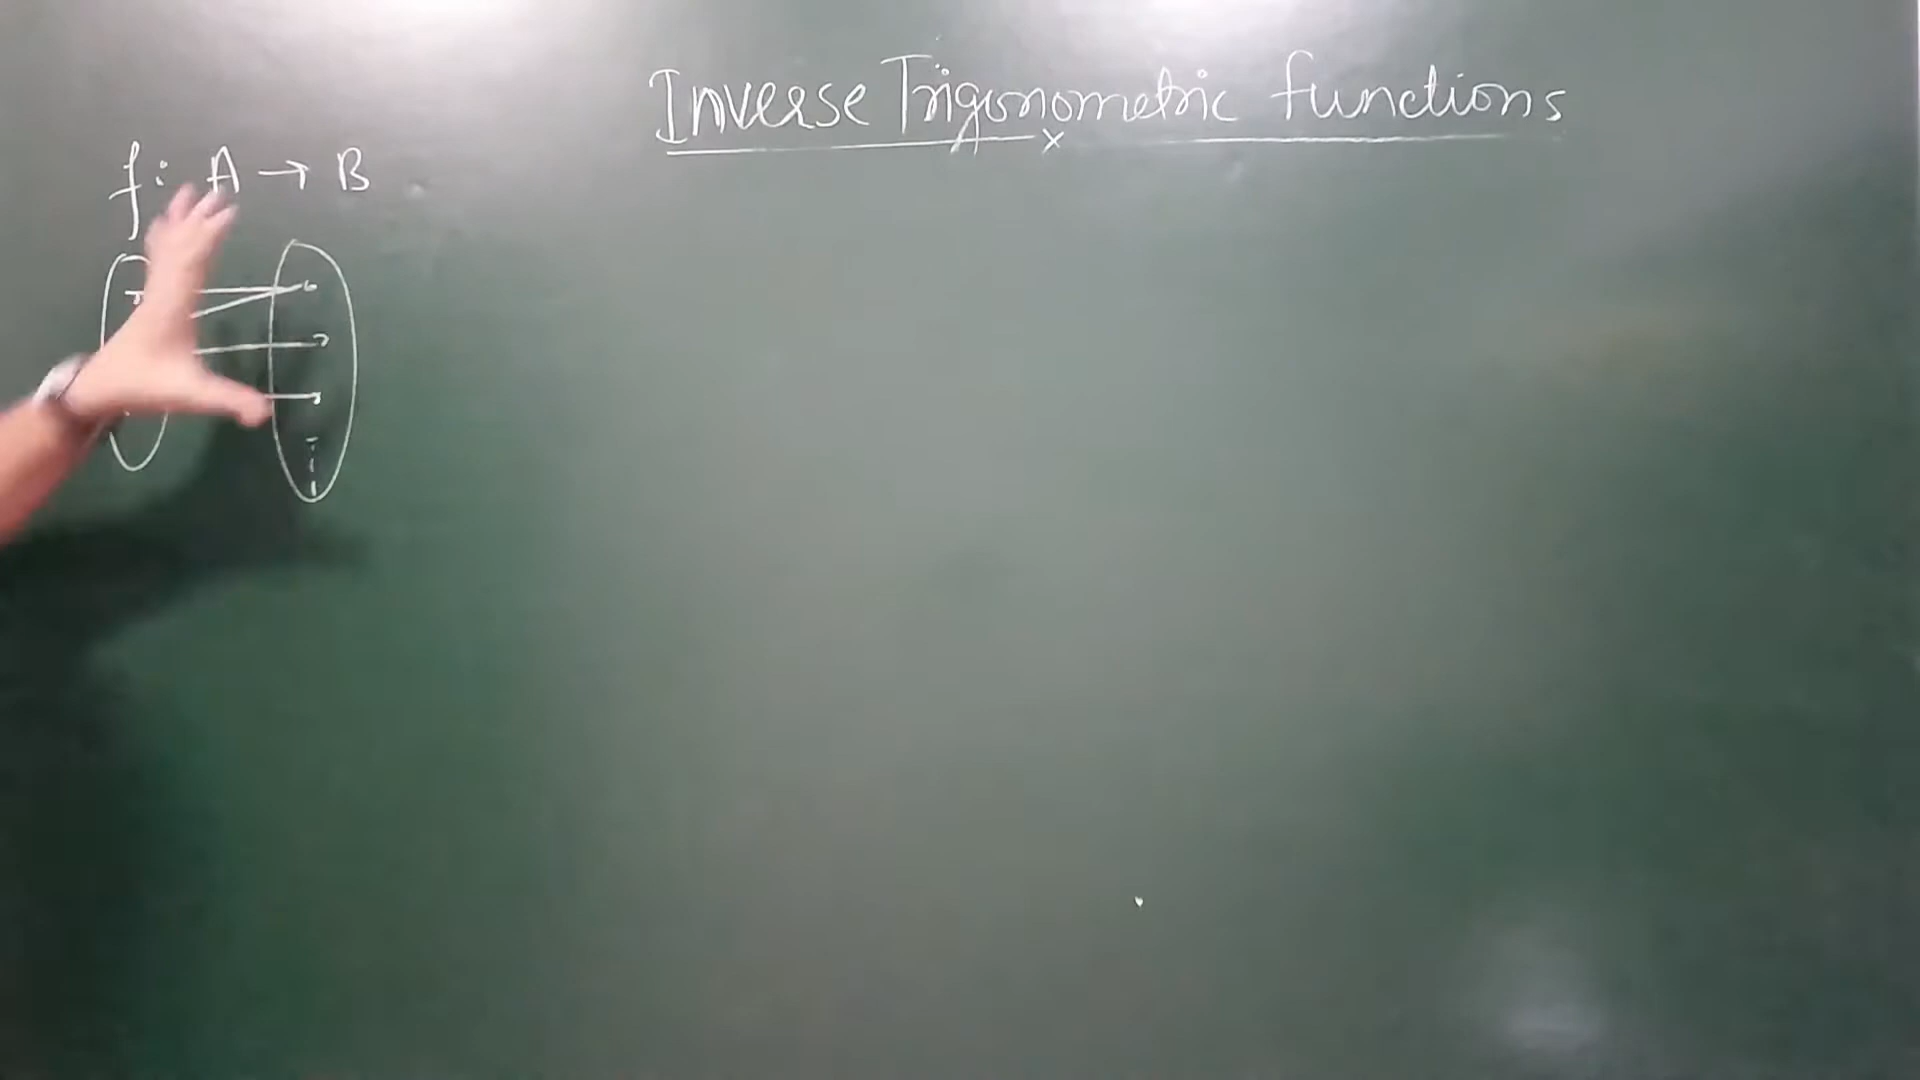 Inverse Trigonometric functions
f: A → B